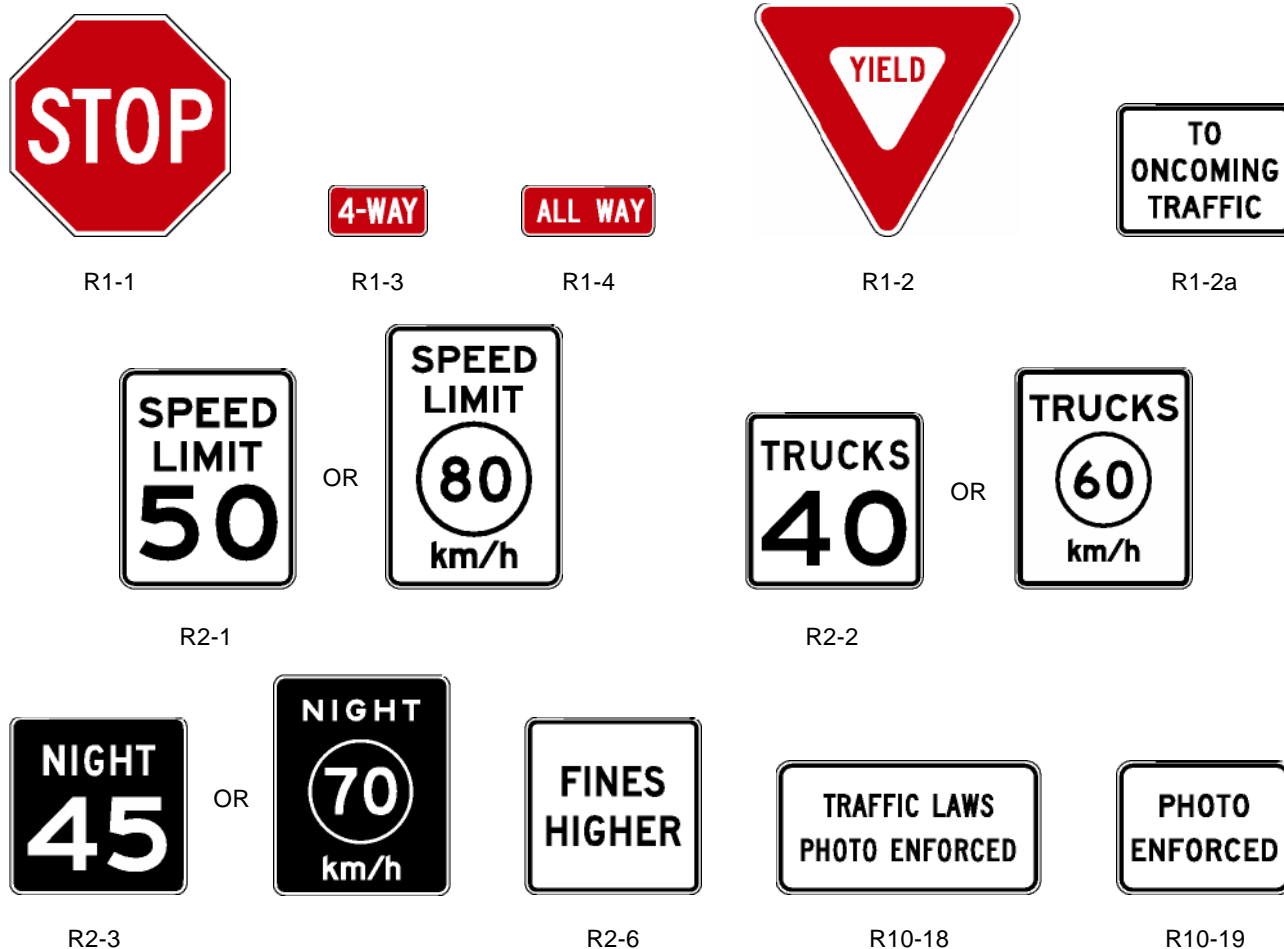 STOP
4-WAY
ALL WAY
YIELD
TO
ONCOMING
TRAFFIC
R1-1
R1-3
R1-4
R1-2
R1-2a
SPEED
LIMIT
50
OR
SPEED
LIMIT
80
km/h
TRUCKS
40
OR
TRUCKS
60
km/h
R2-1
R2-2
NIGHT
45
OR
NIGHT
70
km/h
FINES
HIGHER
TRAFFIC LAWS
PHOTO ENFORCED
PHOTO
ENFORCED
R2-3
R2-6
R10-18
R10-19